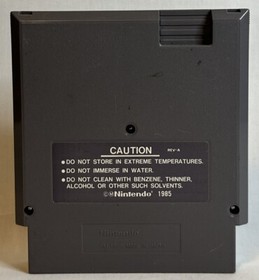 CAUTION REV-A
•DO NOT STORE IN EXTREME TEMPERATURES.
•DO NOT IMMERSE IN WATER.
•DO NOT CLEAN WITH BENZENE, THINNER,
ALCOHOL OR OTHER SUCH SOLVENTS.
©®Nintendo® 1985
Nintendo